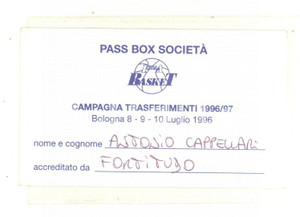 PASS BOX SOCIETÀ
BASKET
CAMPAGNA TRASFERIMENTI 1996/97
Bologna 8 - 9 - 10 Luglio 1996
nome e cognome ANTONIO CAPPELLARI
accreditato da FORTITUDO